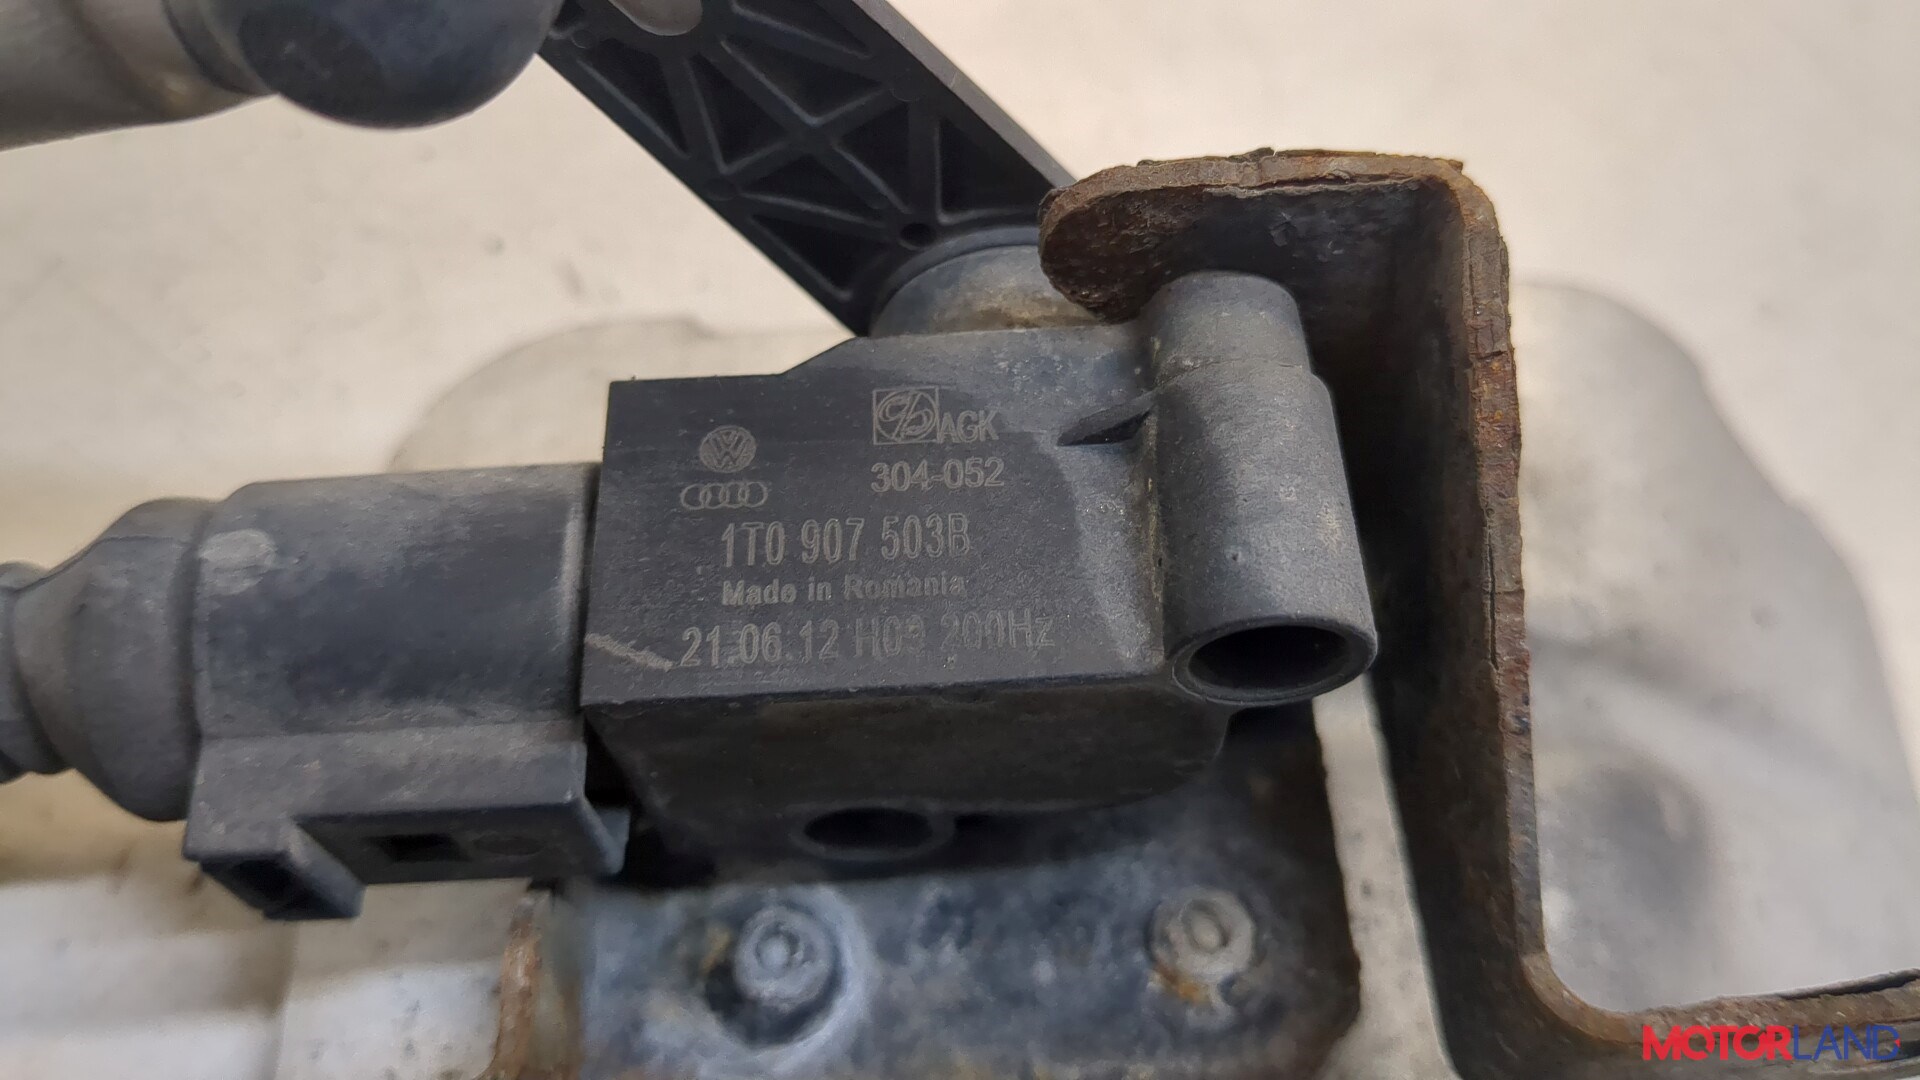 AGK
304-052
1T0 907 503B
Made in Romania
21.06.12 H03 200Hz
MOTORLAND